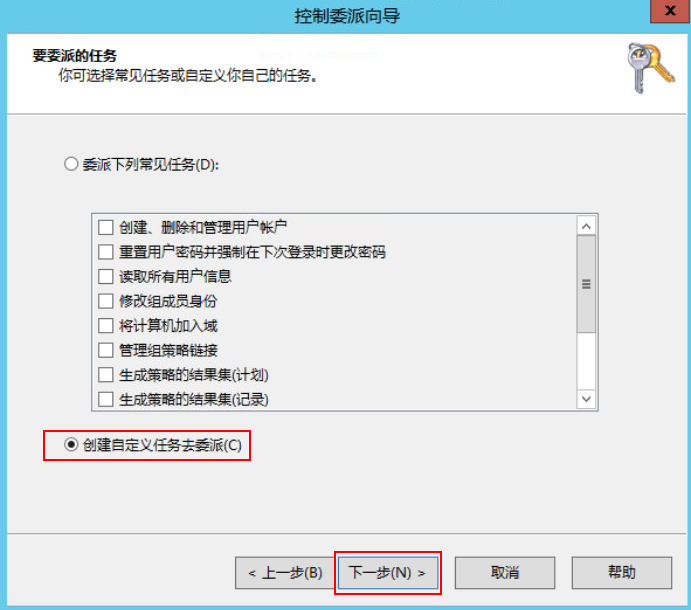 控制委派向导
x
要委派的任务
你可选择常见任务或自定义你自己的任务。
委派下列常见任务(D):
创建、删除和管理用户帐户
重置用户密码并强制在下次登录时更改密码
读取所有用户信息
修改组成员身份
将计算机加入域
管理组策略链接
生成策略的结果集(计划)
生成策略的结果集(记录)
创建自定义任务去委派(C)
< 上一步(B) 下一步(N) > 取消 帮助